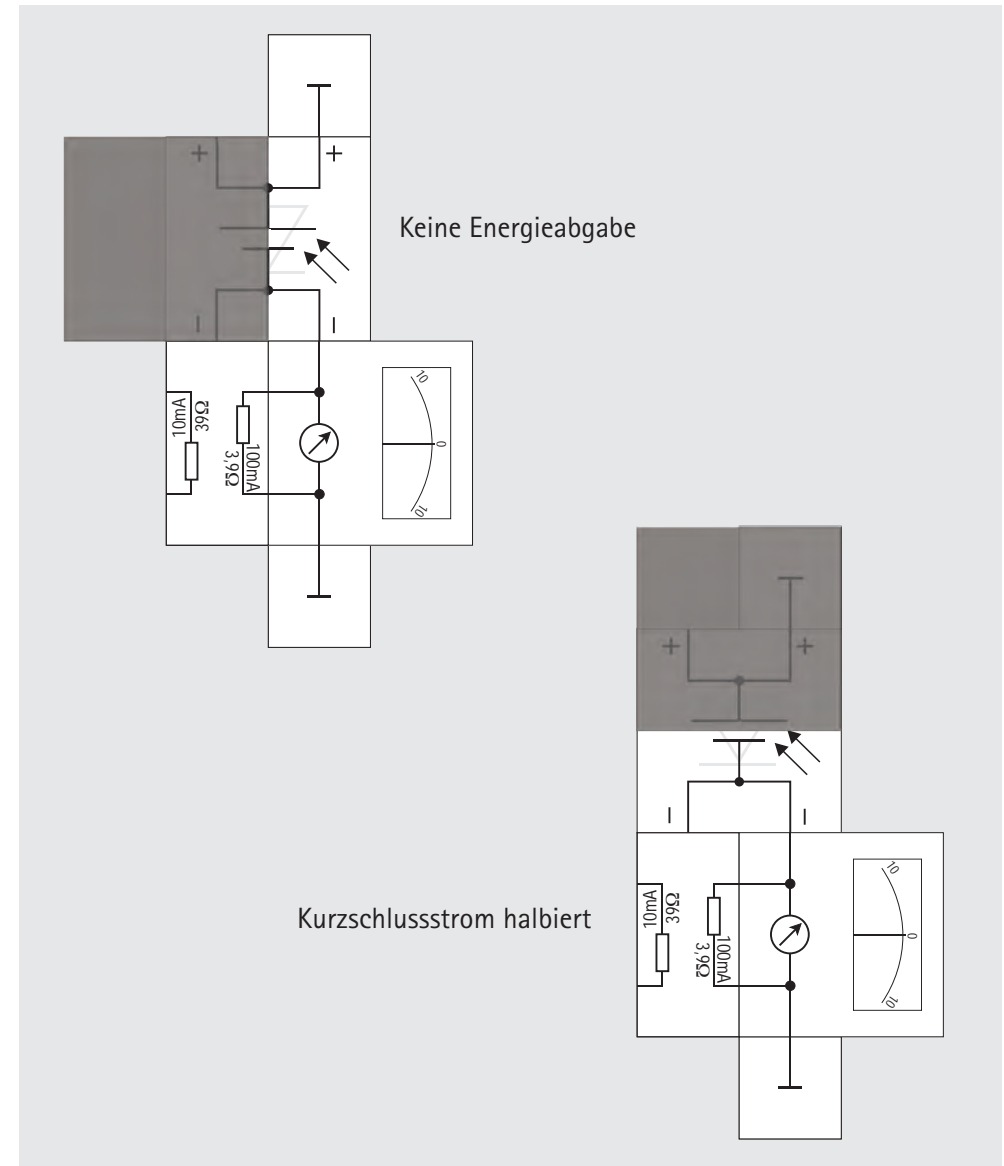 + +
Keine Energieabgabe
– –
10mA
39Ω
100mA
3,9Ω
10
0
10
+ +
– –
Kurzschlussstrom halbiert
10mA
39Ω
100mA
3,9Ω
10
0
10